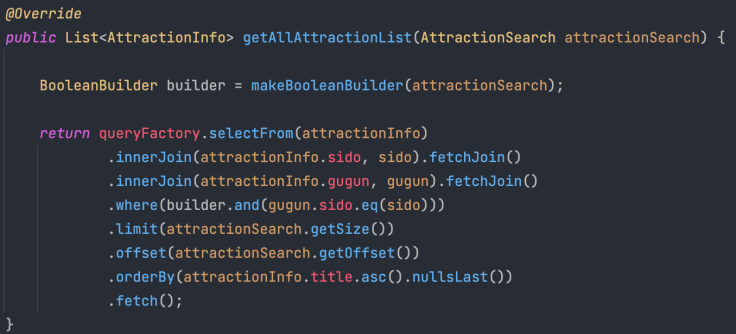 @Override
public List<AttractionInfo> getAllAttractionList(AttractionSearch attractionSearch) {
BooleanBuilder builder = makeBooleanBuilder(attractionSearch);
return queryFactory.selectFrom(attractionInfo)
.innerJoin(attractionInfo.sido, sido).fetchJoin()
.innerJoin(attractionInfo.gugun, gugun).fetchJoin()
.where(builder.and(gugun.sido.eq(sido)))
.limit(attractionSearch.getSize())
.offset(attractionSearch.getOffset())
.orderBy(attractionInfo.title.asc().nullsLast())
.fetch();
}